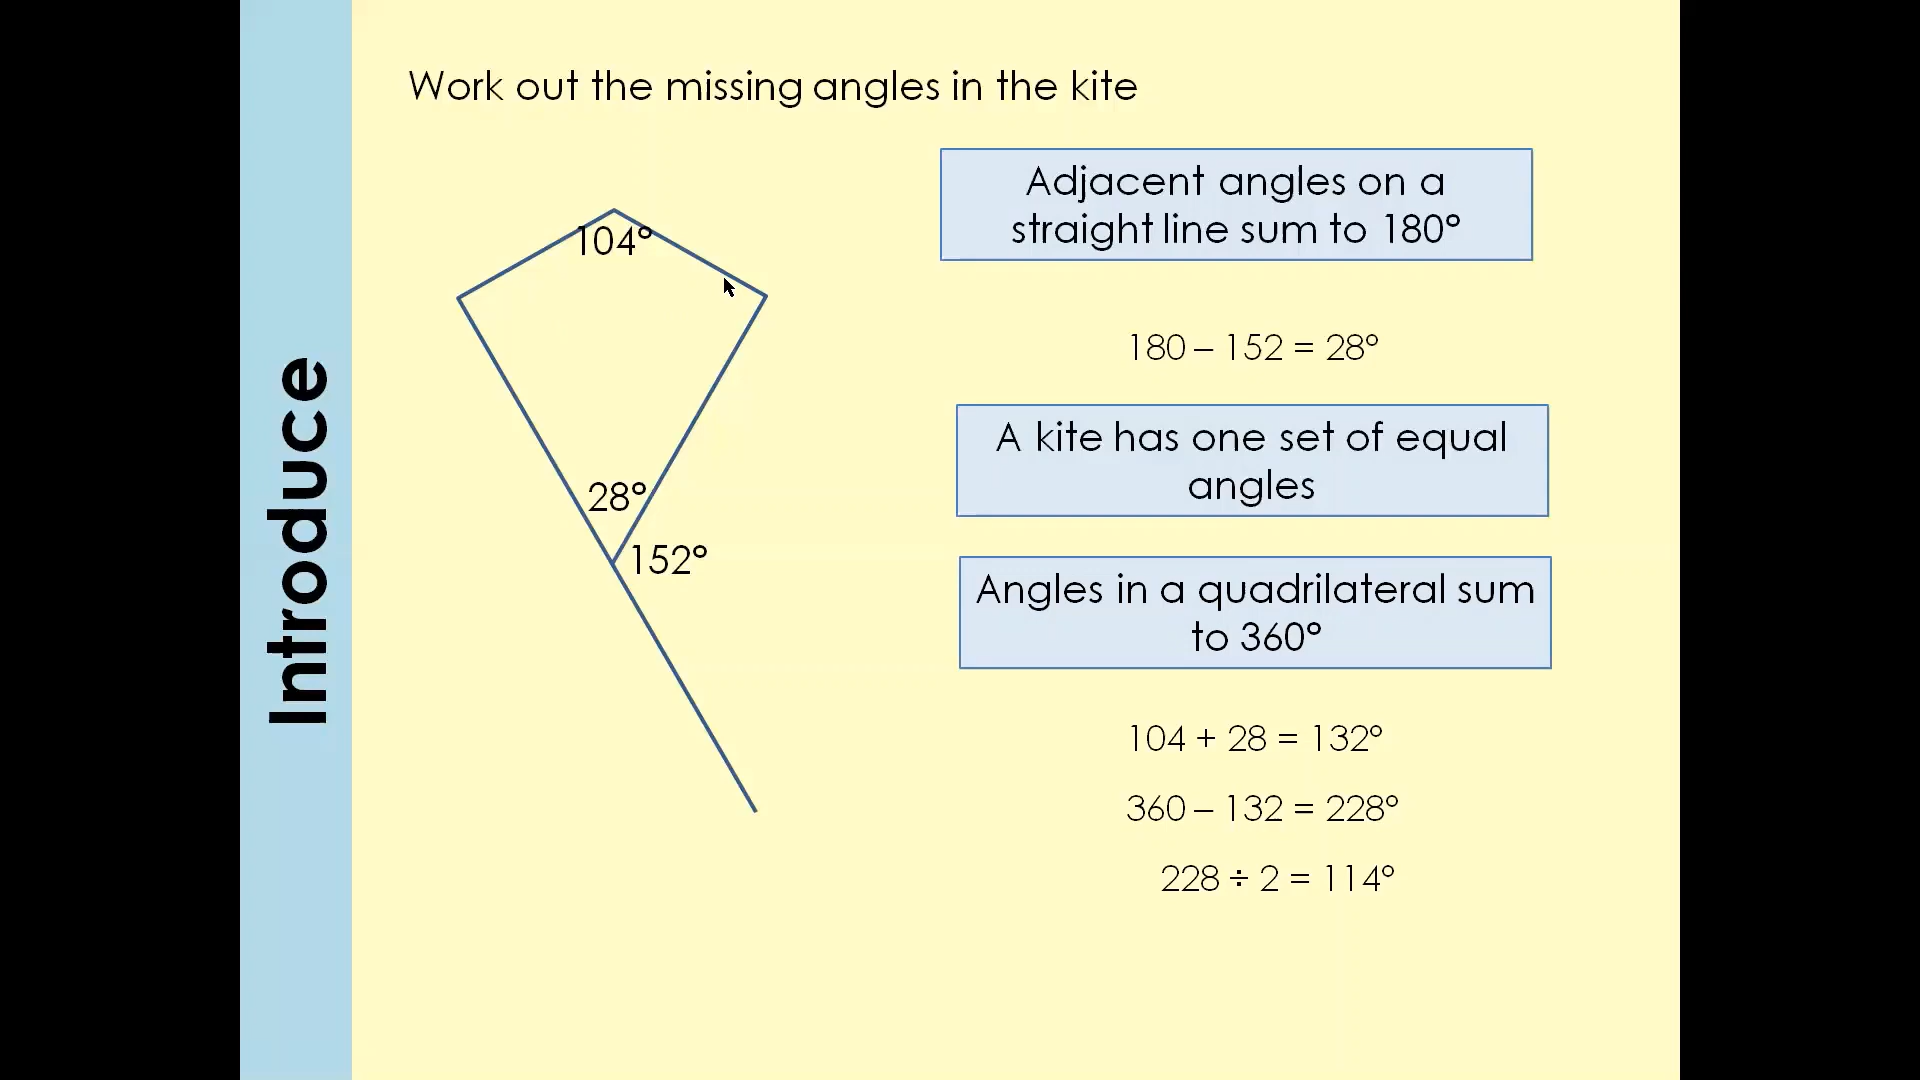 Introduce
Work out the missing angles in the kite
104°
28°
152°
Adjacent angles on a
straight line sum to 180°
180 – 152 = 28°
A kite has one set of equal
angles
Angles in a quadrilateral sum
to 360°
104 + 28 = 132°
360 – 132 = 228°
228 ÷ 2 = 114°